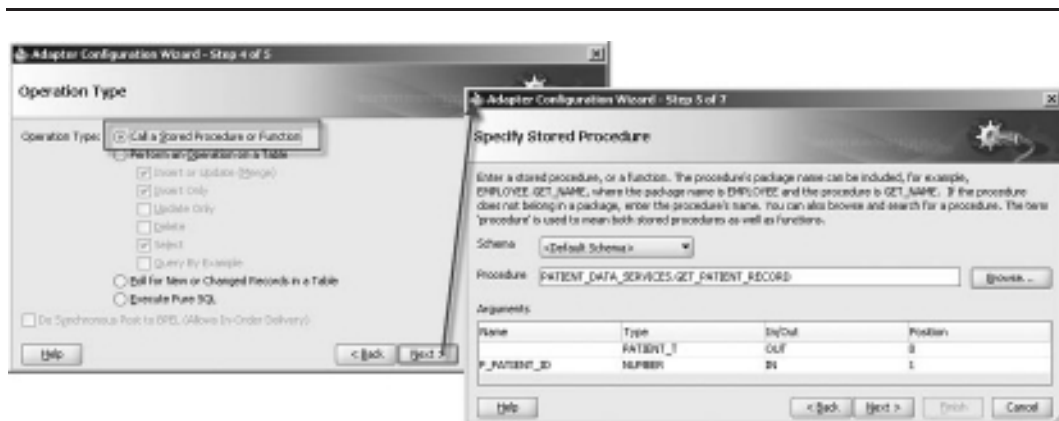 Adapter Configuration Wizard - Step 4 of 5
Operation Type
Operation Type:
Call a Stored Procedure or Function
Perform an Operation on a Table
Insert or Update (Merge)
Insert Only
Update Only
Delete
Select
Query By Example
Poll for New or Changed Records in a Table
Execute Pure SQL
Do Synchronous Post to BPEL (Allows In-Order Delivery)
Help
< Back
Next >
Adapter Configuration Wizard - Step 5 of 7
Specify Stored Procedure
Enter a stored procedure, or a function. The procedure's package name can be included, for example,
EMPLOYEE.GET_NAME, where the package name is EMPLOYEE and the procedure is GET_NAME. If the procedure
does not belong in a package, enter the procedure's name. You can also browse and search for a procedure. The term
'procedure' is used to mean both stored procedures as well as functions.
Schema
<Default Schema>
Procedure
PATIENT_DATA_SERVICES.GET_PATIENT_RECORD
Browse...
Arguments
Name Type In/Out Position
PATIENT_T OUT 0
P_PATIENT_ID NUMBER IN 1
Help
< Back
Next >
Finish
Cancel